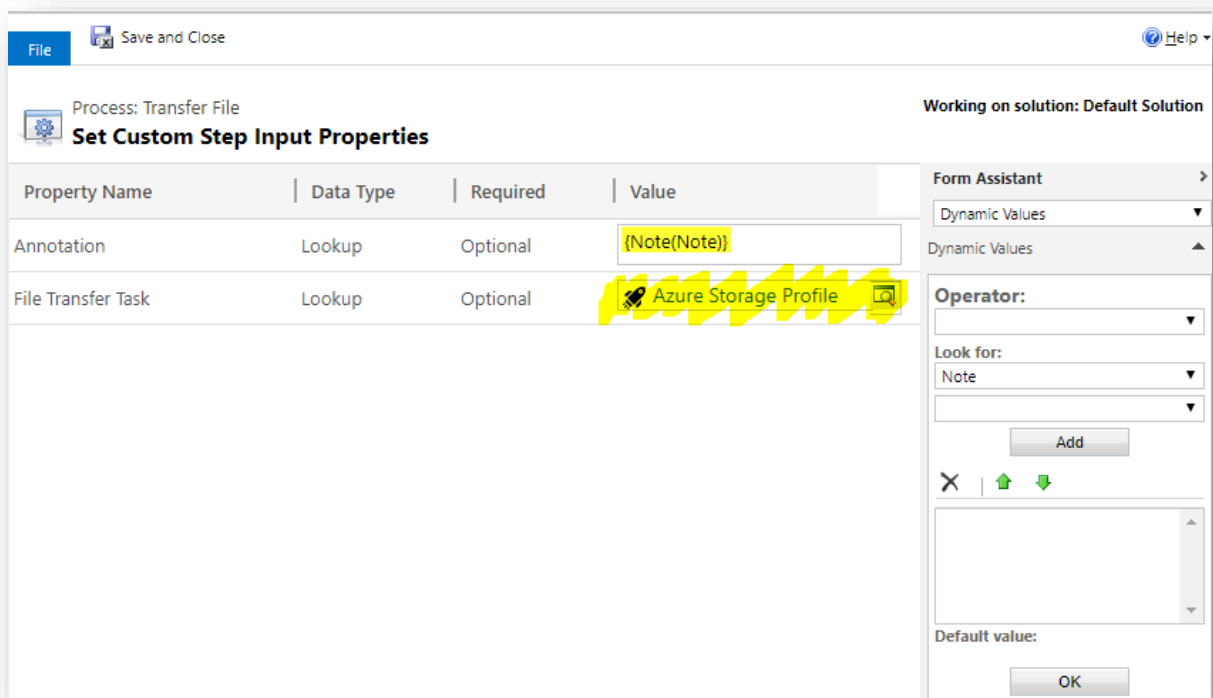 File
Save and Close
Help
Process: Transfer File
Set Custom Step Input Properties
Working on solution: Default Solution
Property Name Data Type Required Value
Annotation Lookup Optional {Note(Note)}
File Transfer Task Lookup Optional Azure Storage Profile
Form Assistant
Dynamic Values
Dynamic Values
Operator:
Look for:
Note
Add
Default value:
OK